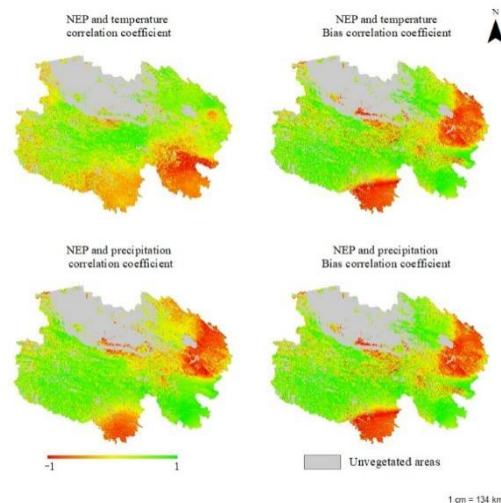 NEP and temperature
correlation coefficient
NEP and temperature
Bias correlation coefficient
N
NEP and precipitation
correlation coefficient
NEP and precipitation
Bias correlation coefficient
-1
1
Unvegetated areas
1 cm = 134 km